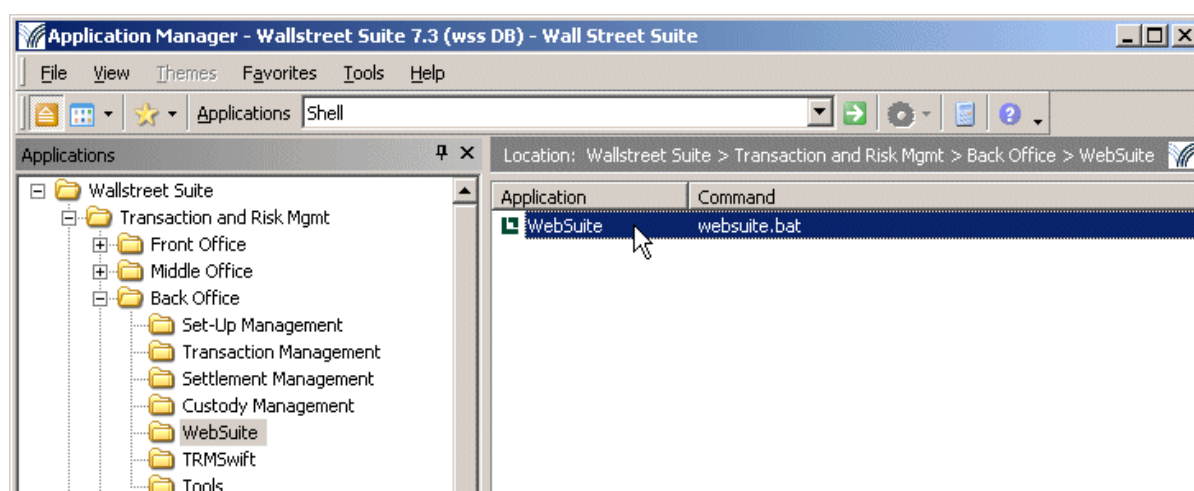 Application Manager - Wallstreet Suite 7.3 (wss DB) - Wall Street Suite
File View Themes Favorites Tools Help
Applications Shell
Applications
Location: Wallstreet Suite > Transaction and Risk Mgmt > Back Office > WebSuite
Wallstreet Suite
Transaction and Risk Mgmt
Front Office
Middle Office
Back Office
Set-Up Management
Transaction Management
Settlement Management
Custody Management
WebSuite
TRMSwift
Tools
Application Command
WebSuite websuite.bat